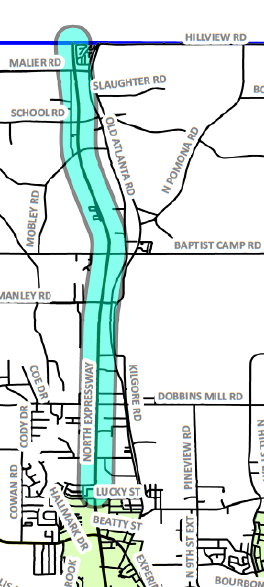 HILLVIEW RD
MALIER RD
SLAUGHTER RD
SCHOOL RD
OLD ATLANTA RD
N POMONA RD
MOBLEY RD
BAPTIST CAMP RD
MANLEY RD
NORTH EXPRESSWAY
KILGORE RD
COE DR
DOBBINS MILL RD
CODY DR
PINEVIEW RD
COWAN RD
LUCKY ST
HALLMARK DR
BEATTY ST
N 9TH ST EXT
BOURBON